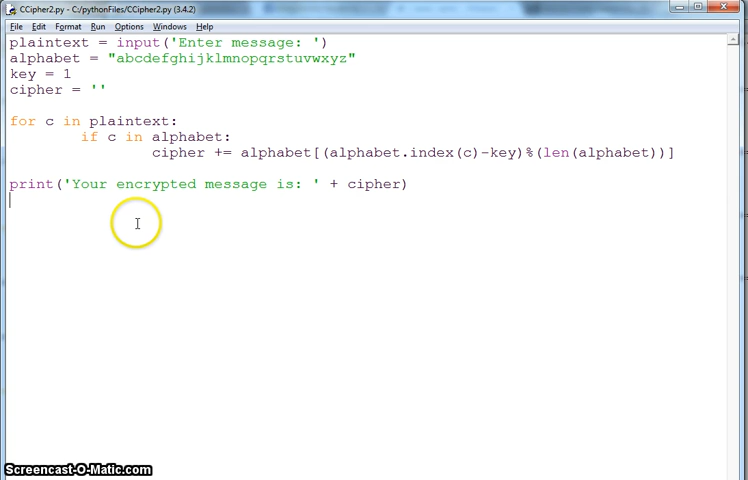 CCipher2.py - C:/pythonFiles/CCipher2.py (3.4.2)
File Edit Format Run Options Windows Help
plaintext = input('Enter message: ')
alphabet = "abcdefghijklmnopqrstuvwxyz"
key = 1
cipher = ''
for c in plaintext:
if c in alphabet:
cipher += alphabet[(alphabet.index(c)-key)%(len(alphabet))]
print('Your encrypted message is: ' + cipher)
Screencast-O-Matic.com